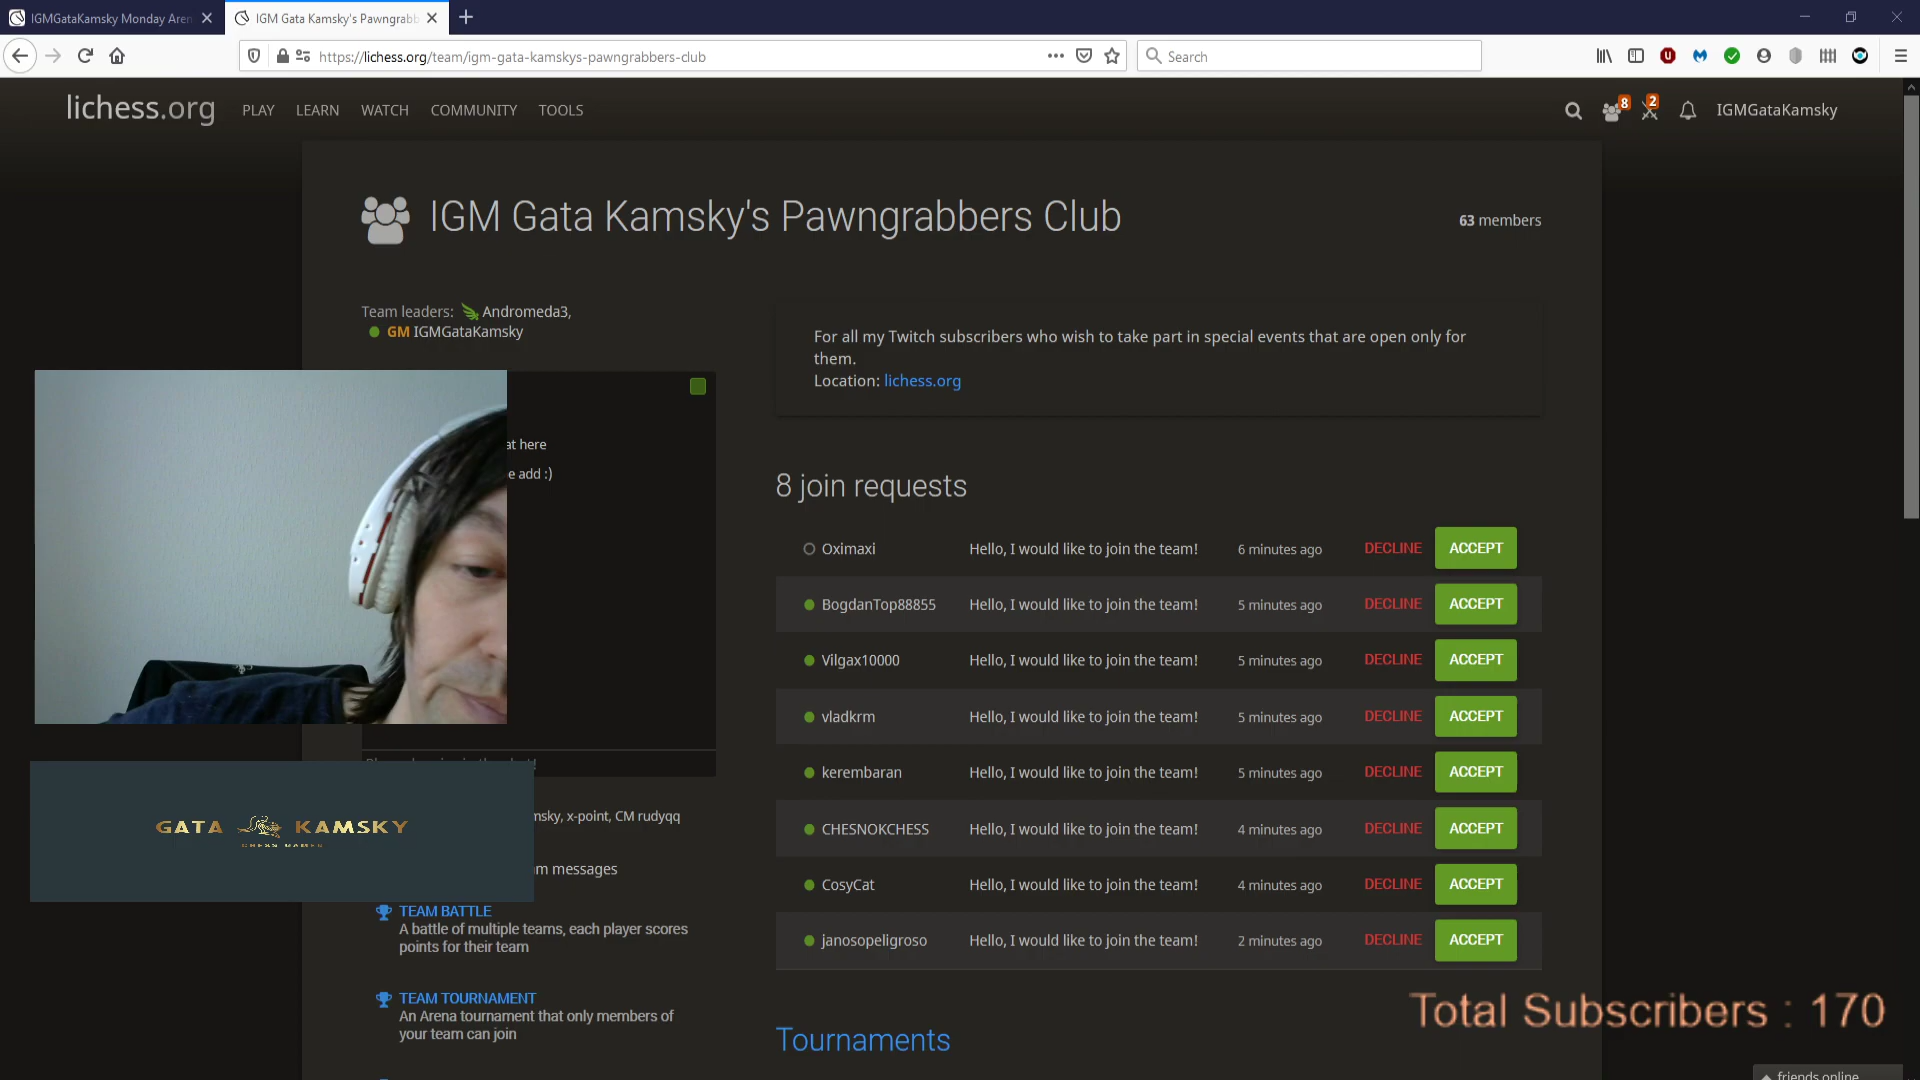 IGMGataKamsky Monday Aren
IGM Gata Kamsky's Pawngrabb
https://lichess.org/team/igm-gata-kamskys-pawngrabbers-club
Search
lichess.org
PLAY
LEARN
WATCH
COMMUNITY
TOOLS
8
2
IGMGataKamsky
IGM Gata Kamsky's Pawngrabbers Club
63 members
Team leaders: Andromeda3,
GM IGMGataKamsky
For all my Twitch subscribers who wish to take part in special events that are open only for
them.
Location: lichess.org
at here
e add :)
8 join requests
Oximaxi Hello, I would like to join the team! 6 minutes ago DECLINE ACCEPT
BogdanTop88855 Hello, I would like to join the team! 5 minutes ago DECLINE ACCEPT
Vilgax10000 Hello, I would like to join the team! 5 minutes ago DECLINE ACCEPT
vladkrm Hello, I would like to join the team! 5 minutes ago DECLINE ACCEPT
kerembaran Hello, I would like to join the team! 5 minutes ago DECLINE ACCEPT
CHESNOKCHESS Hello, I would like to join the team! 4 minutes ago DECLINE ACCEPT
CosyCat Hello, I would like to join the team! 4 minutes ago DECLINE ACCEPT
janosopeligroso Hello, I would like to join the team! 2 minutes ago DECLINE ACCEPT
GATA KAMSKY
msky, x-point, CM rudyqq
m messages
TEAM BATTLE
A battle of multiple teams, each player scores
points for their team
TEAM TOURNAMENT
An Arena tournament that only members of
your team can join
Tournaments
Total Subscribers : 170
friends online